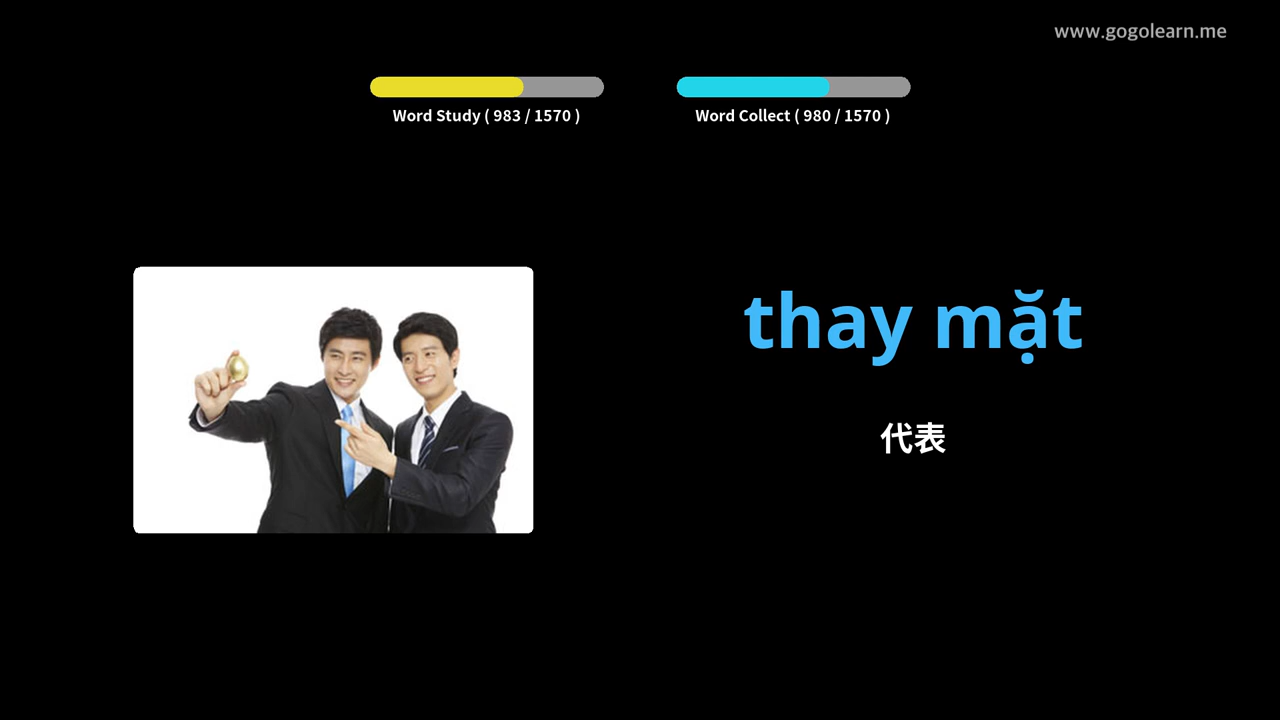 www.gogolearn.me
Word Study ( 983 / 1570 )
Word Collect ( 980 / 1570 )
thay mặt
代表